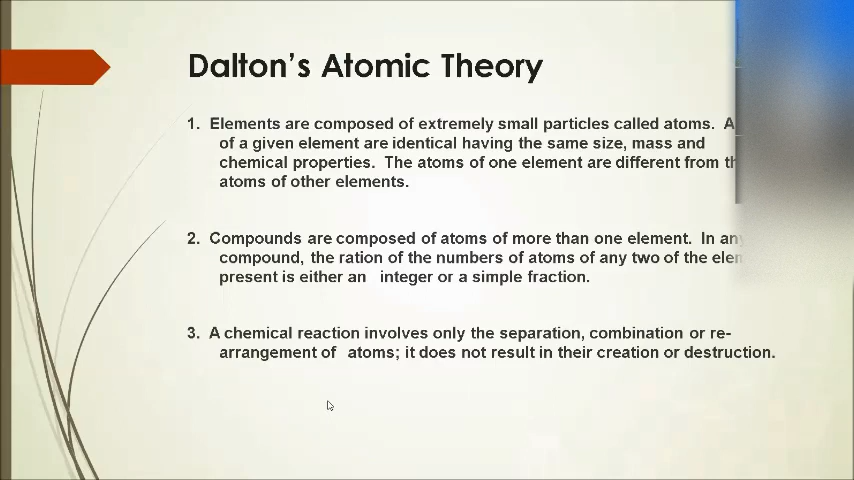 Dalton's Atomic Theory
1. Elements are composed of extremely small particles called atoms. A
of a given element are identical having the same size, mass and
chemical properties. The atoms of one element are different from
atoms of other elements.
2. Compounds are composed of atoms of more than one element. In
compound, the ration of the numbers of atoms of any two of the
present is either an integer or a simple fraction.
3. A chemical reaction involves only the separation, combination or re-
arrangement of atoms; it does not result in their creation or destruction.